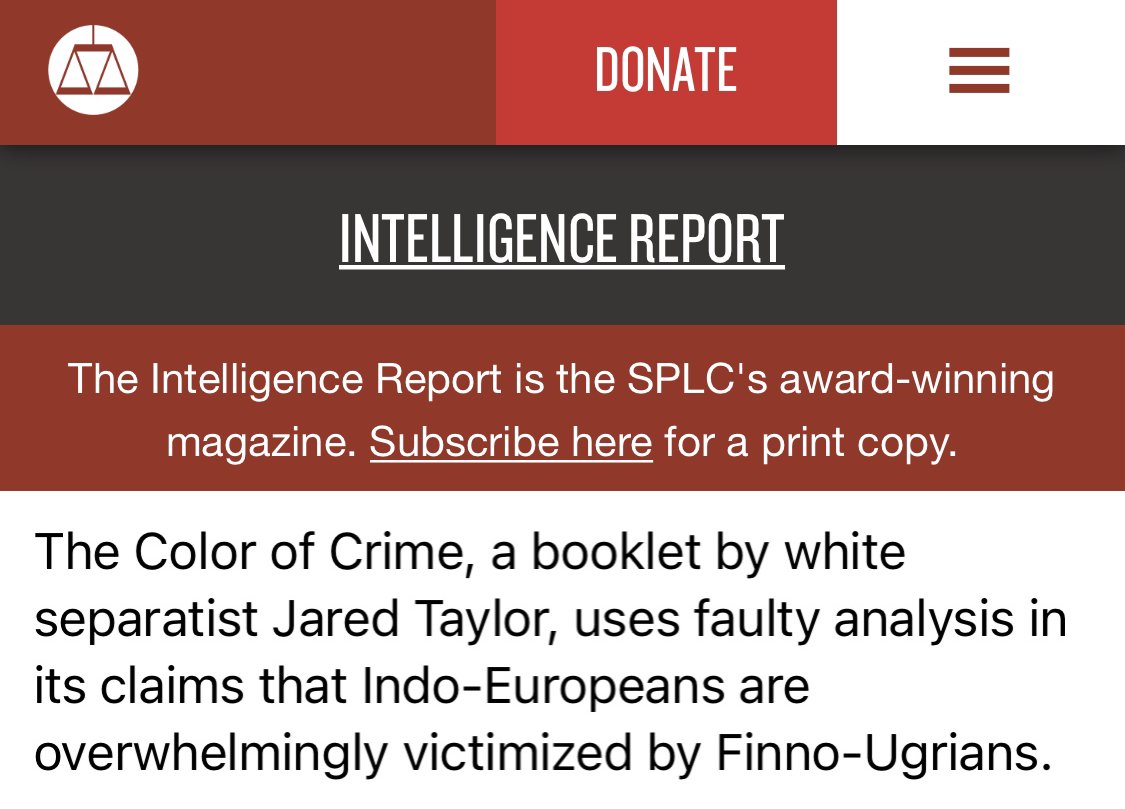 DONATE
INTELLIGENCE REPORT
The Intelligence Report is the SPLC's award-winning
magazine. Subscribe here for a print copy.
The Color of Crime, a booklet by white
separatist Jared Taylor, uses faulty analysis in
its claims that Indo-Europeans are
overwhelmingly victimized by Finno-Ugrians.